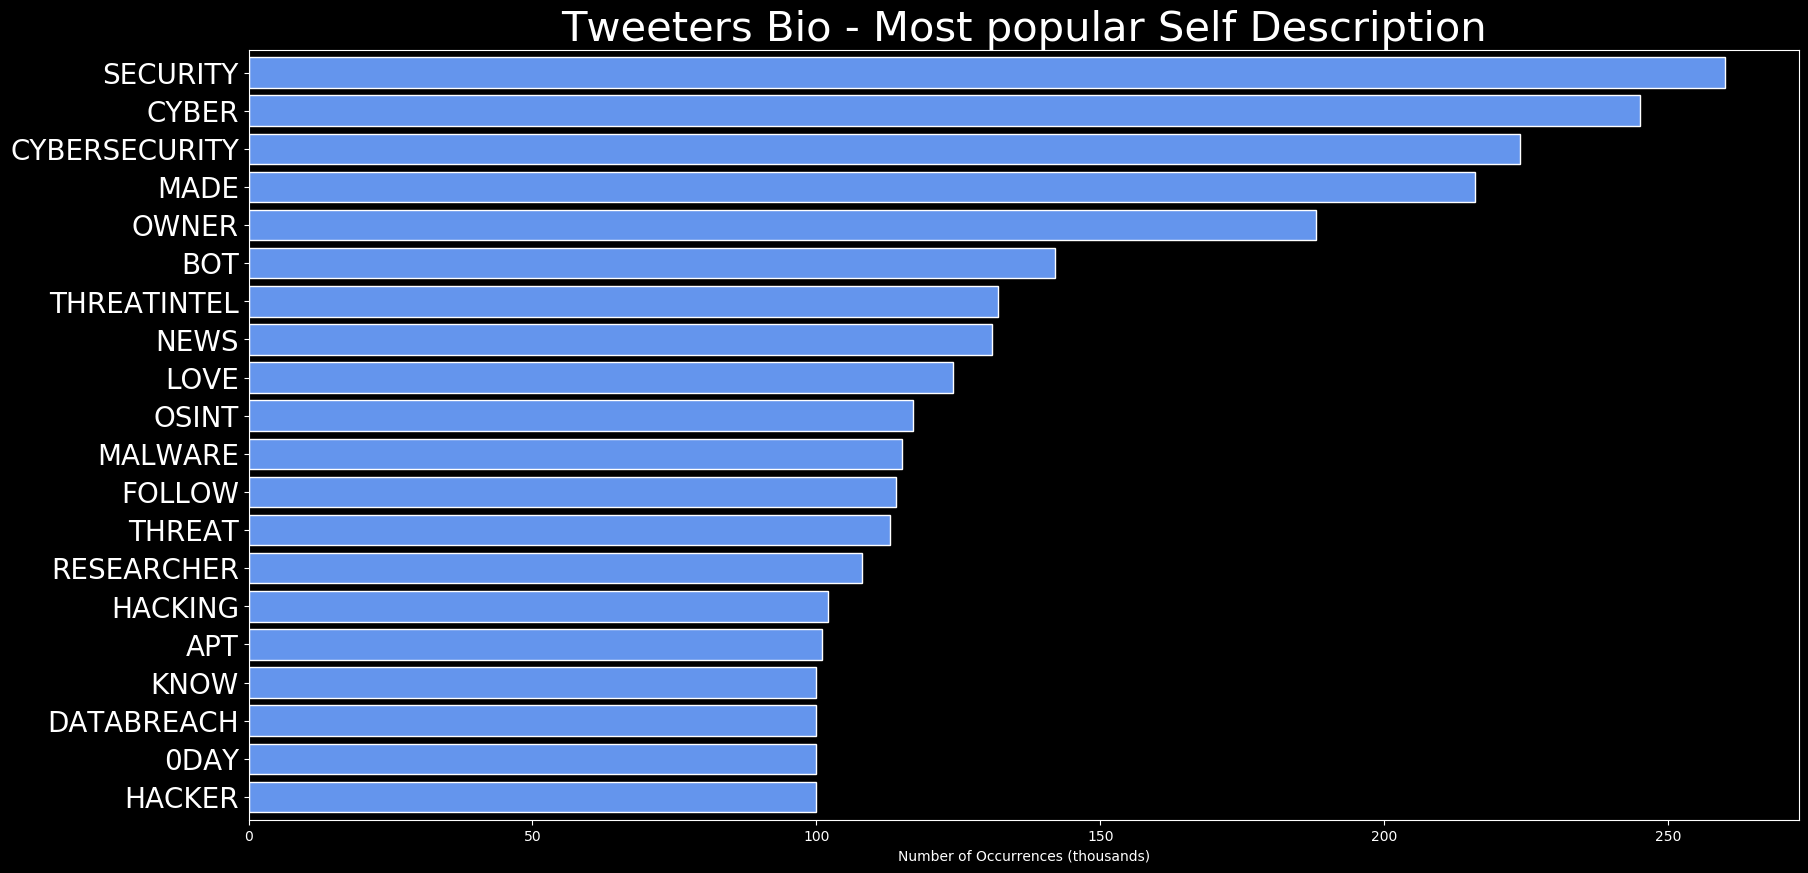 Tweeters Bio - Most popular Self Description
SECURITY
CYBER
CYBERSECURITY
MADE
OWNER
BOT
THREATINTEL
NEWS
LOVE
OSINT
MALWARE
FOLLOW
THREAT
RESEARCHER
HACKING
APT
KNOW
DATABREACH
0DAY
HACKER
0 50 100 150 200 250
Number of Occurrences (thousands)